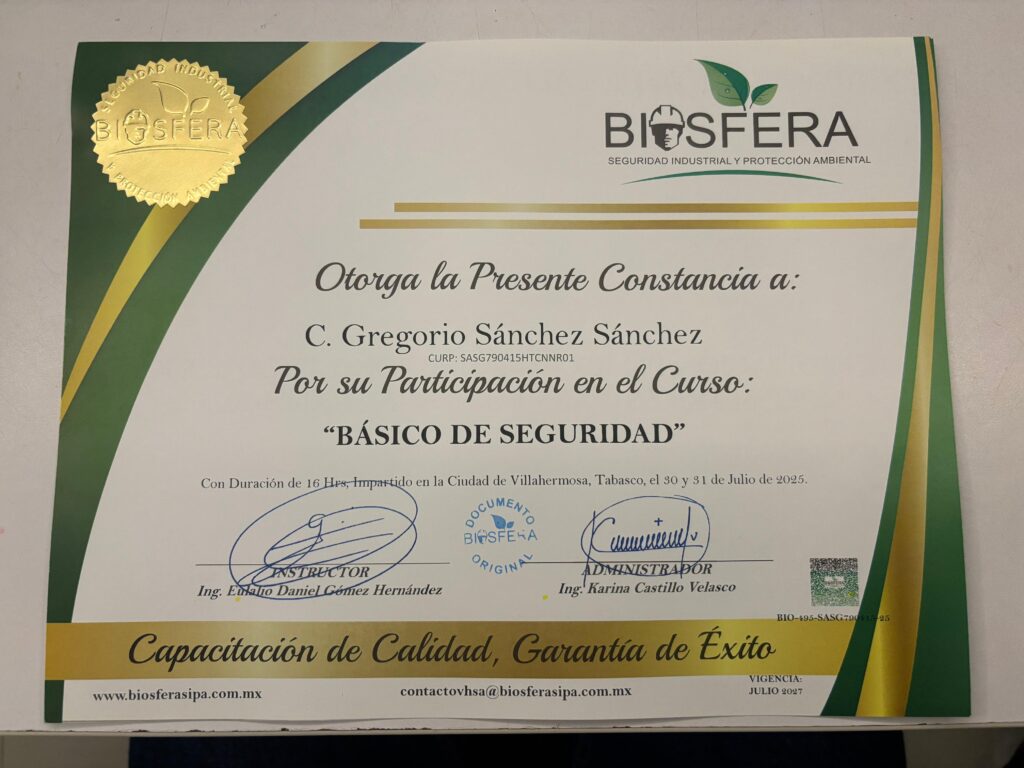 SEGURIDAD INDUSTRIAL
BIOSFERA
Y PROTECCIÓN AMBIENTAL
BIOSFERA
SEGURIDAD INDUSTRIAL Y PROTECCIÓN AMBIENTAL
Otorga la Presente Constancia a:
C. Gregorio Sánchez Sánchez
CURP: SASG790415HTCNNR01
Por su Participación en el Curso:
“BÁSICO DE SEGURIDAD”
Con Duración de 16 Hrs, Impartido en la Ciudad de Villahermosa, Tabasco, el 30 y 31 de Julio de 2025.
DOCUMENTO
BIOSFERA
ORIGINAL
INSTRUCTOR
Ing. Eulalio Daniel Gómez Hernández
ADMINISTRADOR
Ing. Karina Castillo Velasco
BIO-495-SASG790415-25
Capacitación de Calidad, Garantía de Éxito
www.biosferasipa.com.mx
contactovhsa@biosferasipa.com.mx
VIGENCIA:
JULIO 2027